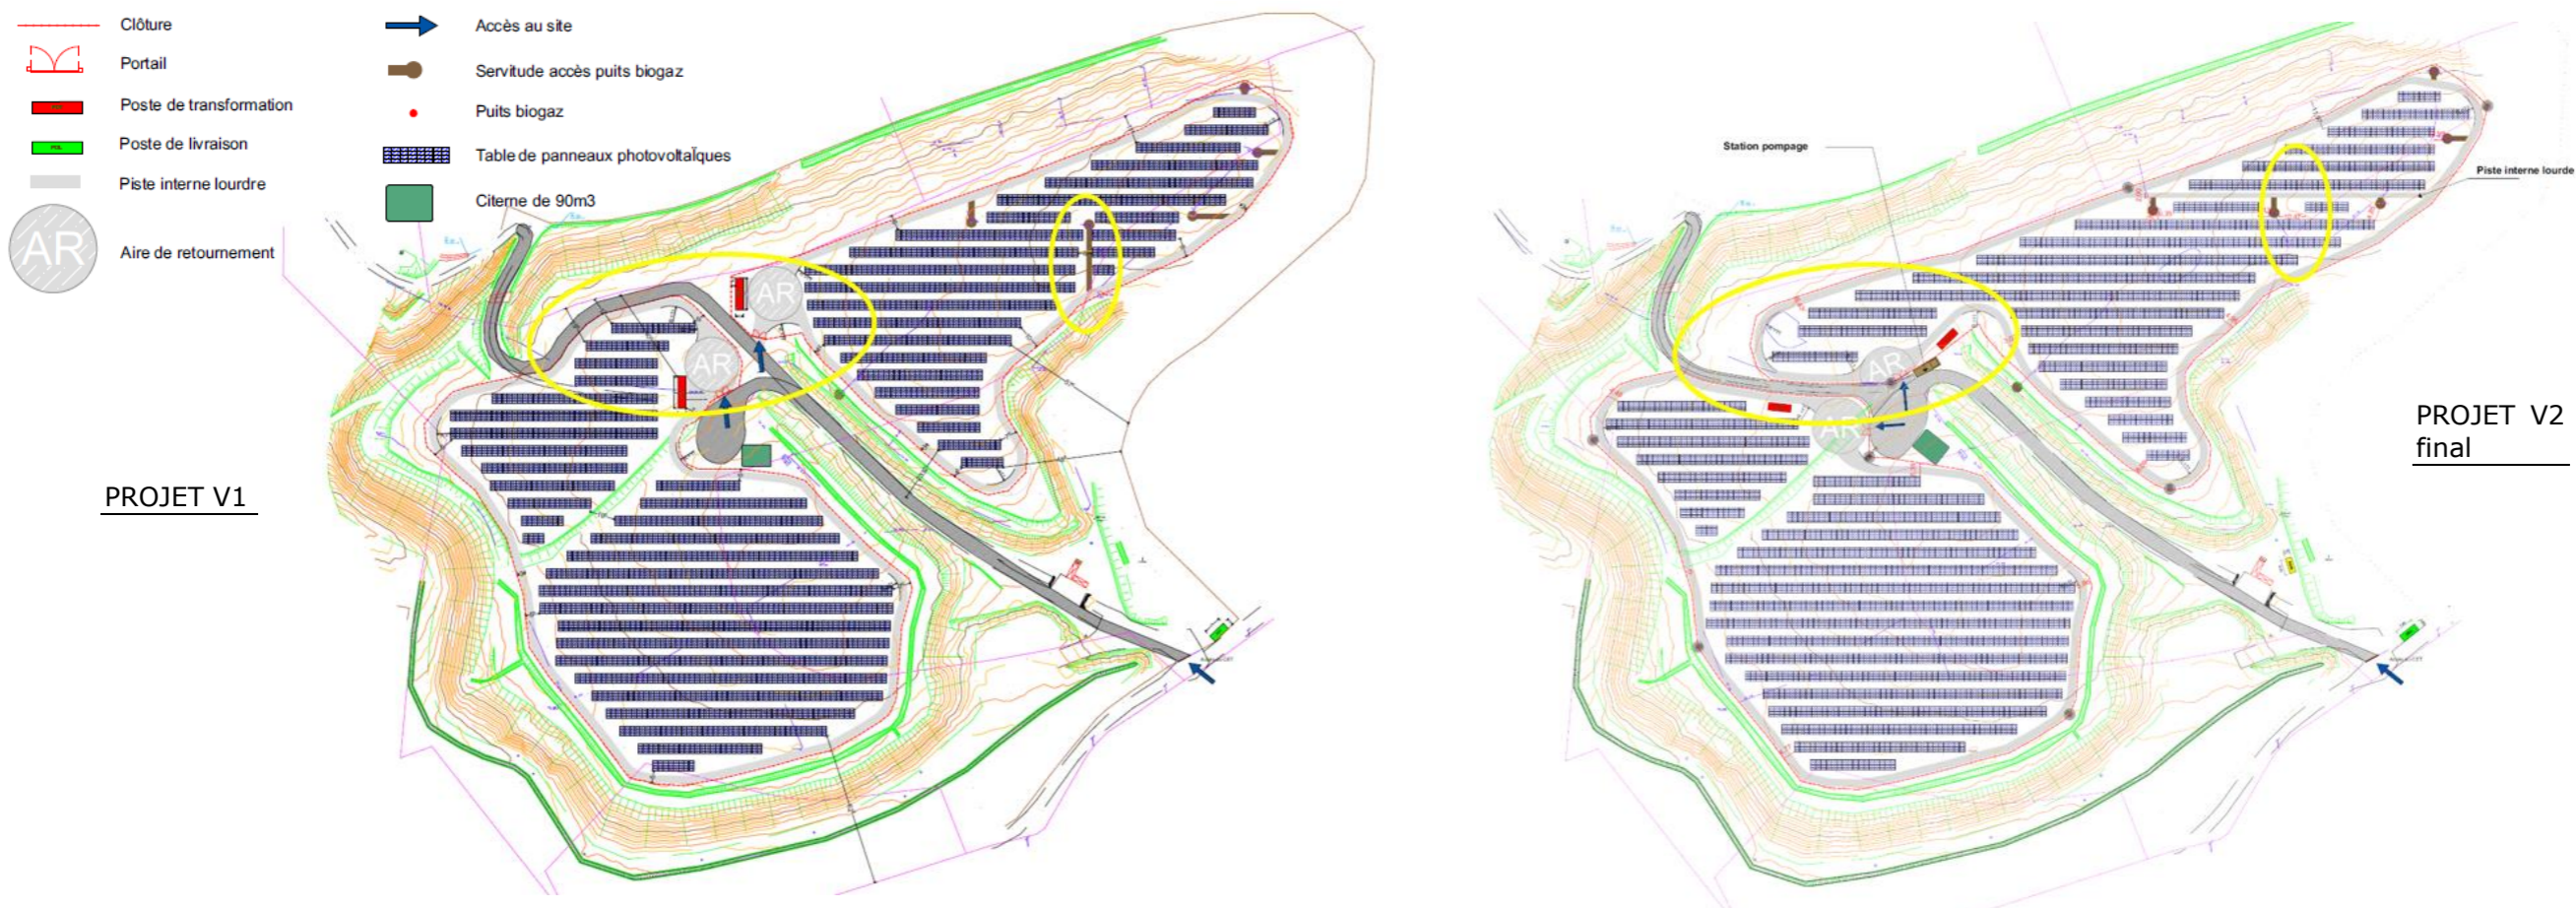 Clôture
Portail
Poste de transformation
Poste de livraison
Piste interne lourdre
AR
Aire de retournement
Accès au site
Servitude accès puits biogaz
Puits biogaz
Table de panneaux photovoltaïques
Citerne de 90m3
AR
AR
PROJET V1
Station pompage
Piste interne lourde
AR
AR
PROJET V2
final